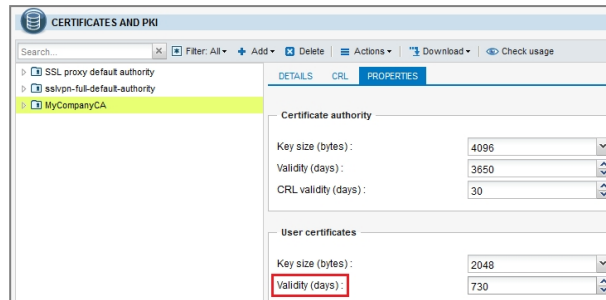 CERTIFICATES AND PKI
Search... Filter: All Add Delete Actions Download Check usage
SSL proxy default authority
sslvpn-full-default-authority
MyCompanyCA
DETAILS CRL PROPERTIES
Certificate authority
Key size (bytes) : 4096
Validity (days) : 3650
CRL validity (days) : 30
User certificates
Key size (bytes) : 2048
Validity (days) : 730